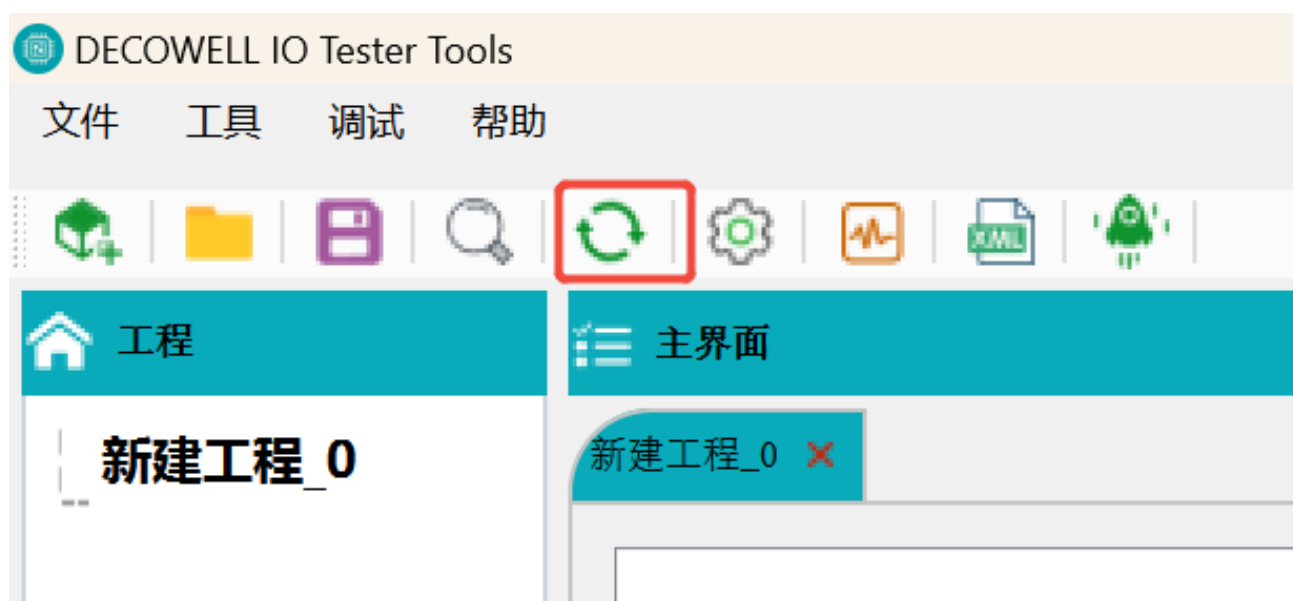 DECOWELL IO Tester Tools
文件 工具 调试 帮助
XML
工程
主界面
新建工程_0
新建工程_0